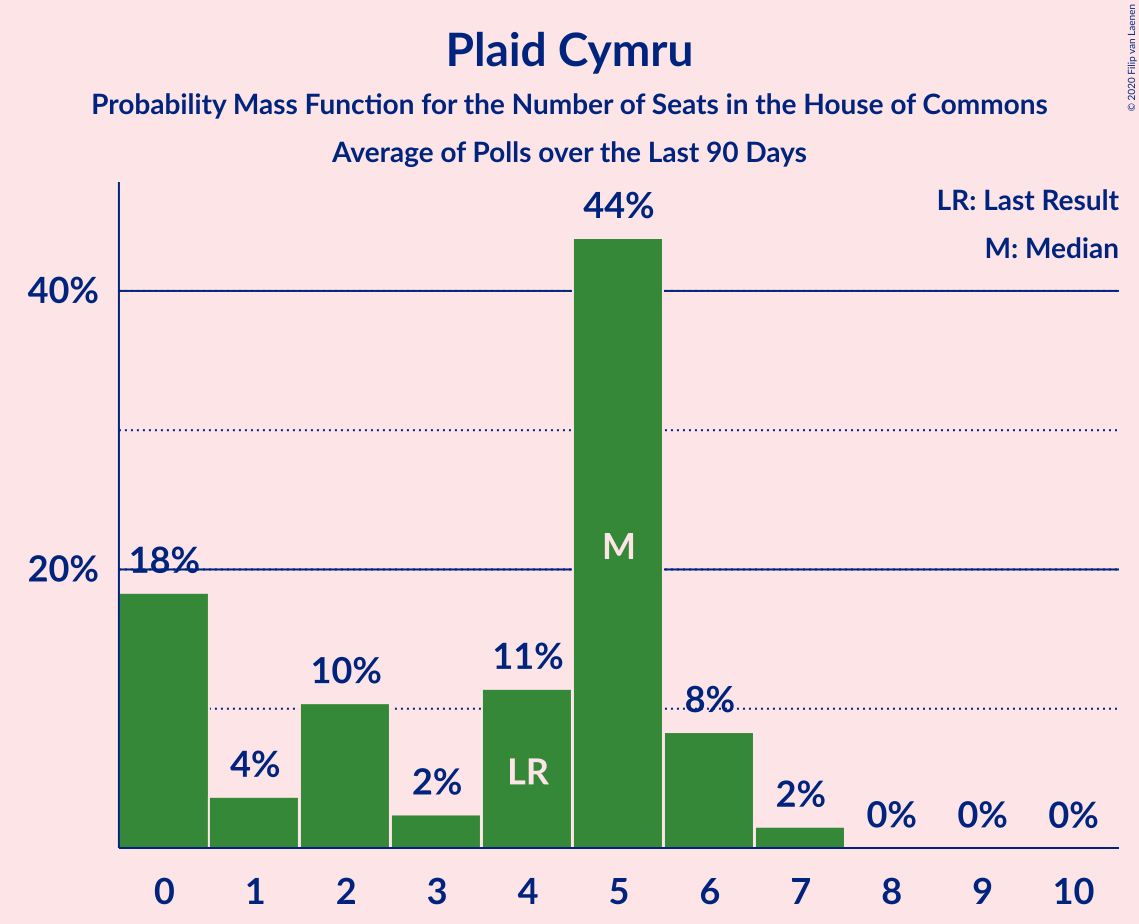 Plaid Cymru
Probability Mass Function for the Number of Seats in the House of Commons
Average of Polls over the Last 90 Days
© 2020 Filip van Laenen
LR: Last Result
M: Median
40%
20%
18%
4%
10%
2%
11%
44%
8%
2%
0%
0%
0%
LR
M
0 1 2 3 4 5 6 7 8 9 10